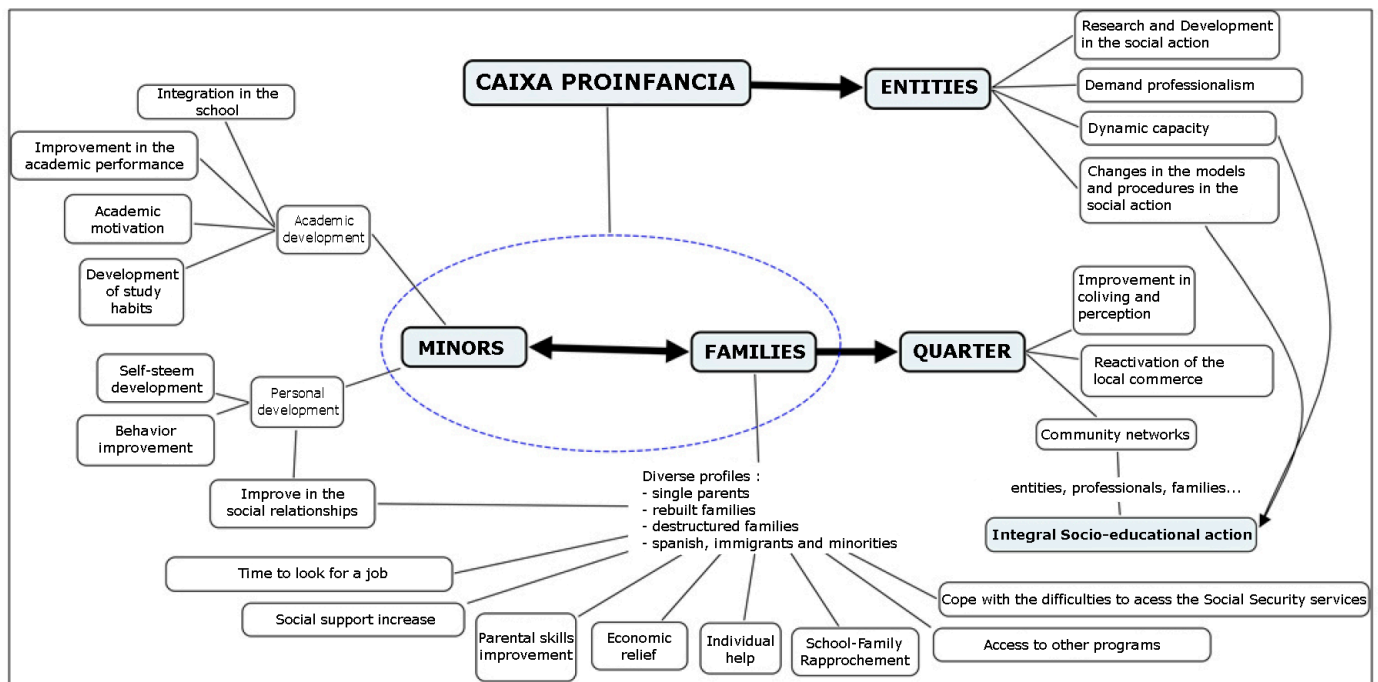 CAIXA PROINFANCIA
ENTITIES
Research and Development
in the social action
Demand professionalism
Dynamic capacity
Changes in the models
and procedures in the
social action
Integration in the
school
Improvement in the
academic performance
Academic
motivation
Development
of study
habits
Academic
development
MINORS
FAMILIES
QUARTER
Improvement in
coliving and
perception
Reactivation of the
local commerce
Community networks
entities, professionals, families...
Integral Socio-educational action
Self-steem
development
Behavior
improvement
Personal
development
Improve in the
social relationships
Diverse profiles :
- single parents
- rebuilt families
- destructured families
- spanish, immigrants and minorities
Time to look for a job
Social support increase
Parental skills
improvement
Economic
relief
Individual
help
School-Family
Rapprochement
Access to other programs
Cope with the difficulties to acess the Social Security services